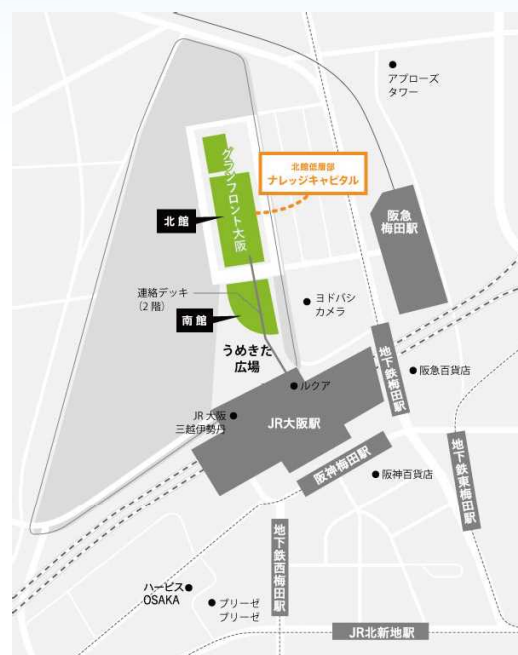 アプローズ
タワー
グランフロント大阪
北館低層部
ナレッジキャピタル
北館
阪急
梅田駅
連絡デッキ
(2階)
南館
ヨドバシ
カメラ
うめきた
広場
地下鉄梅田駅
阪急百貨店
ルクア
JR大阪
三越伊勢丹
JR大阪駅
阪神梅田駅
阪神百貨店
地下鉄東梅田駅
地下鉄西梅田駅
ハービス
OSAKA
ブリーゼ
ブリーゼ
JR北新地駅